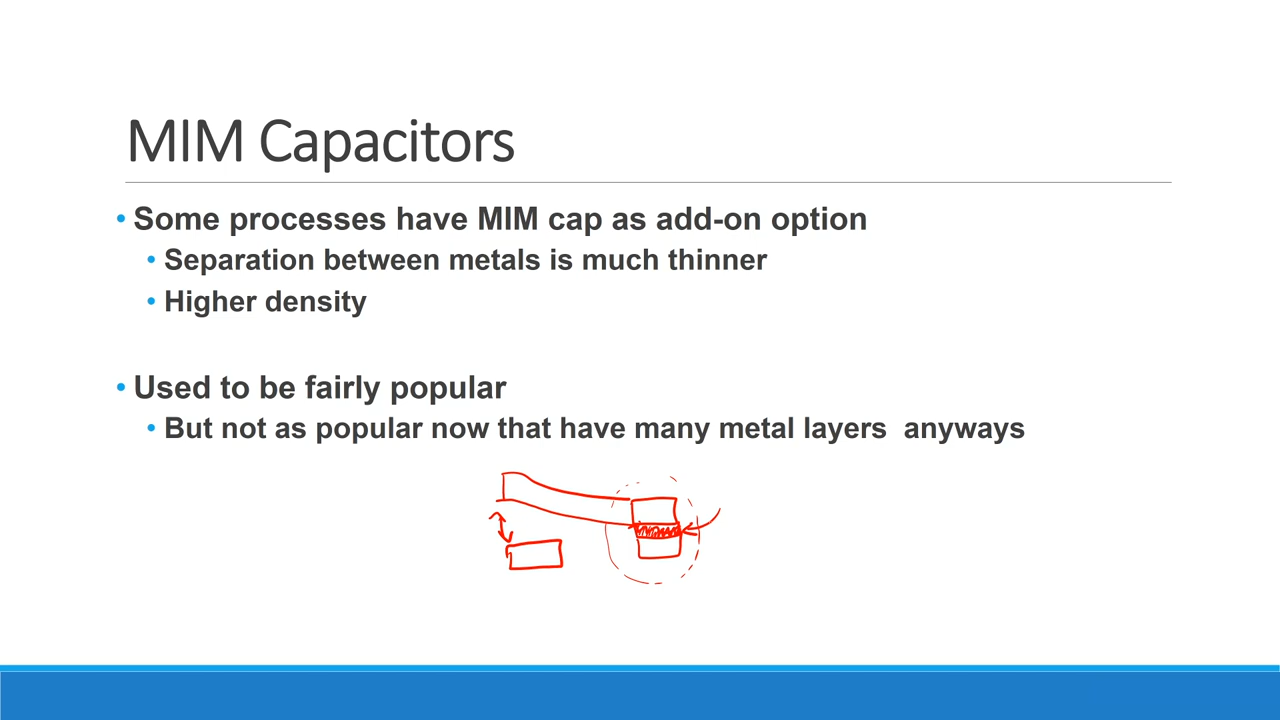 MIM Capacitors
• Some processes have MIM cap as add-on option
• Separation between metals is much thinner
• Higher density
• Used to be fairly popular
• But not as popular now that have many metal layers  anyways